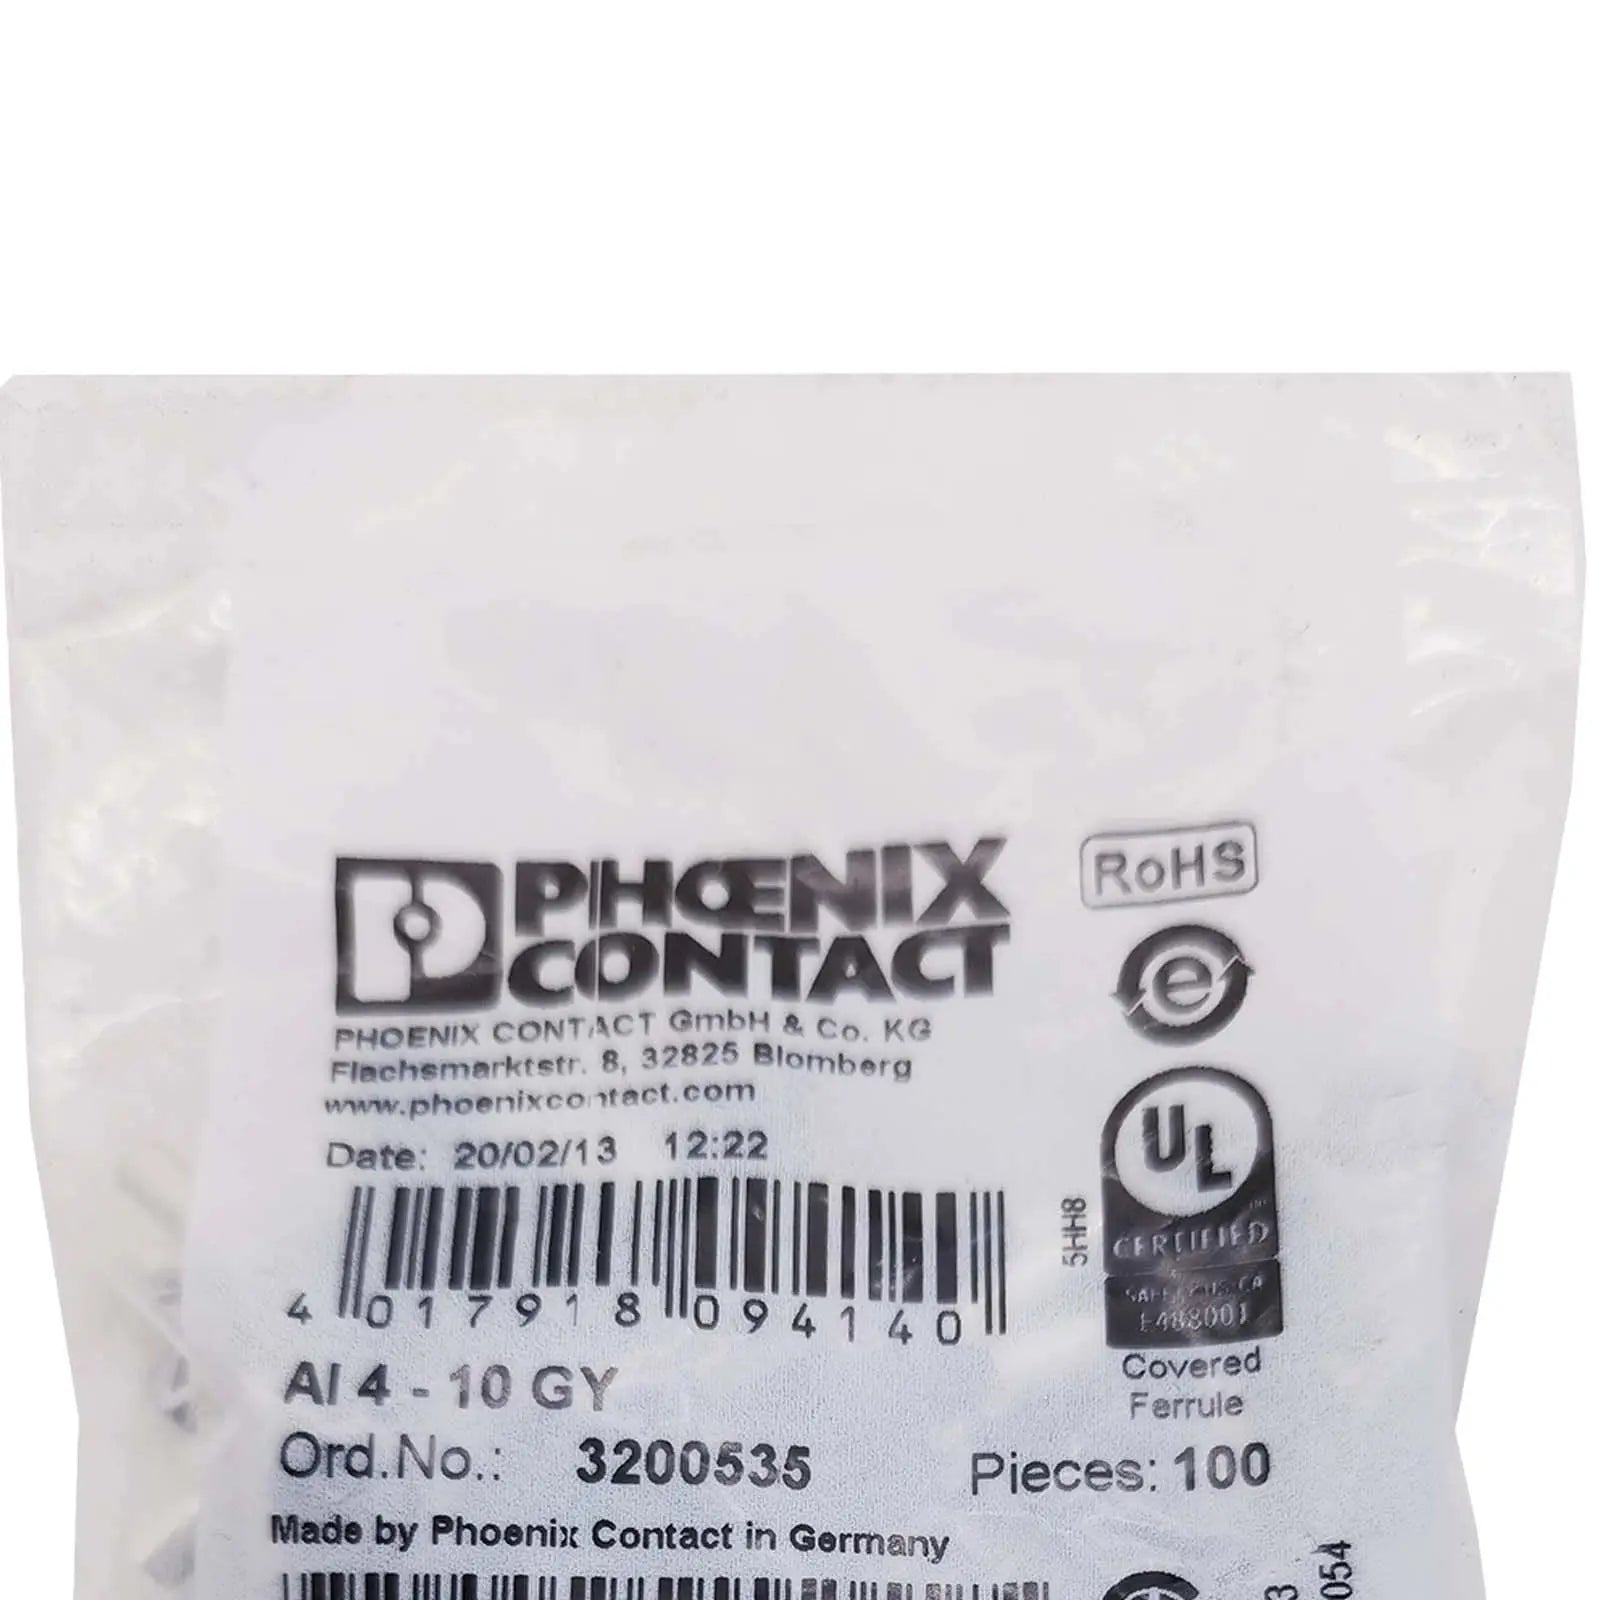 PHOENIX
CONTACT
RoHS
e
PHOENIX CONTACT GmbH & Co. KG
Flachsmarktstr. 8, 32825 Blomberg
www.phoenixcontact.com
Date: 20/02/13 12:22
5HH8
UL
CERTIFIED
E488001
4 017918 094140
Covered
Ferrule
AI 4 - 10 GY
Ord.No.: 3200535
Pieces: 100
Made by Phoenix Contact in Germany